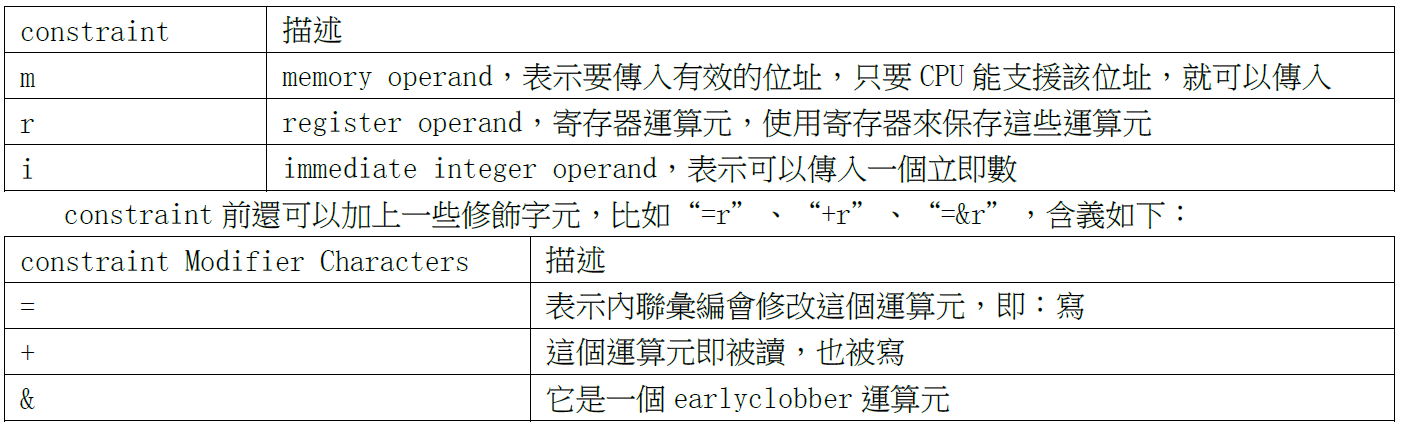 constraint 描述
m memory operand，表示要傳入有效的位址，只要 CPU 能支援該位址，就可以傳入
r register operand，寄存器運算元，使用寄存器來保存這些運算元
i immediate integer operand，表示可以傳入一個立即數
constraint 前還可以加上一些修飾字元，比如“=r”、“+r”、“=&r”，含義如下：
constraint Modifier Characters 描述
= 表示內聯彙編會修改這個運算元，即：寫
+ 這個運算元即被讀，也被寫
& 它是一個 earlyclobber 運算元